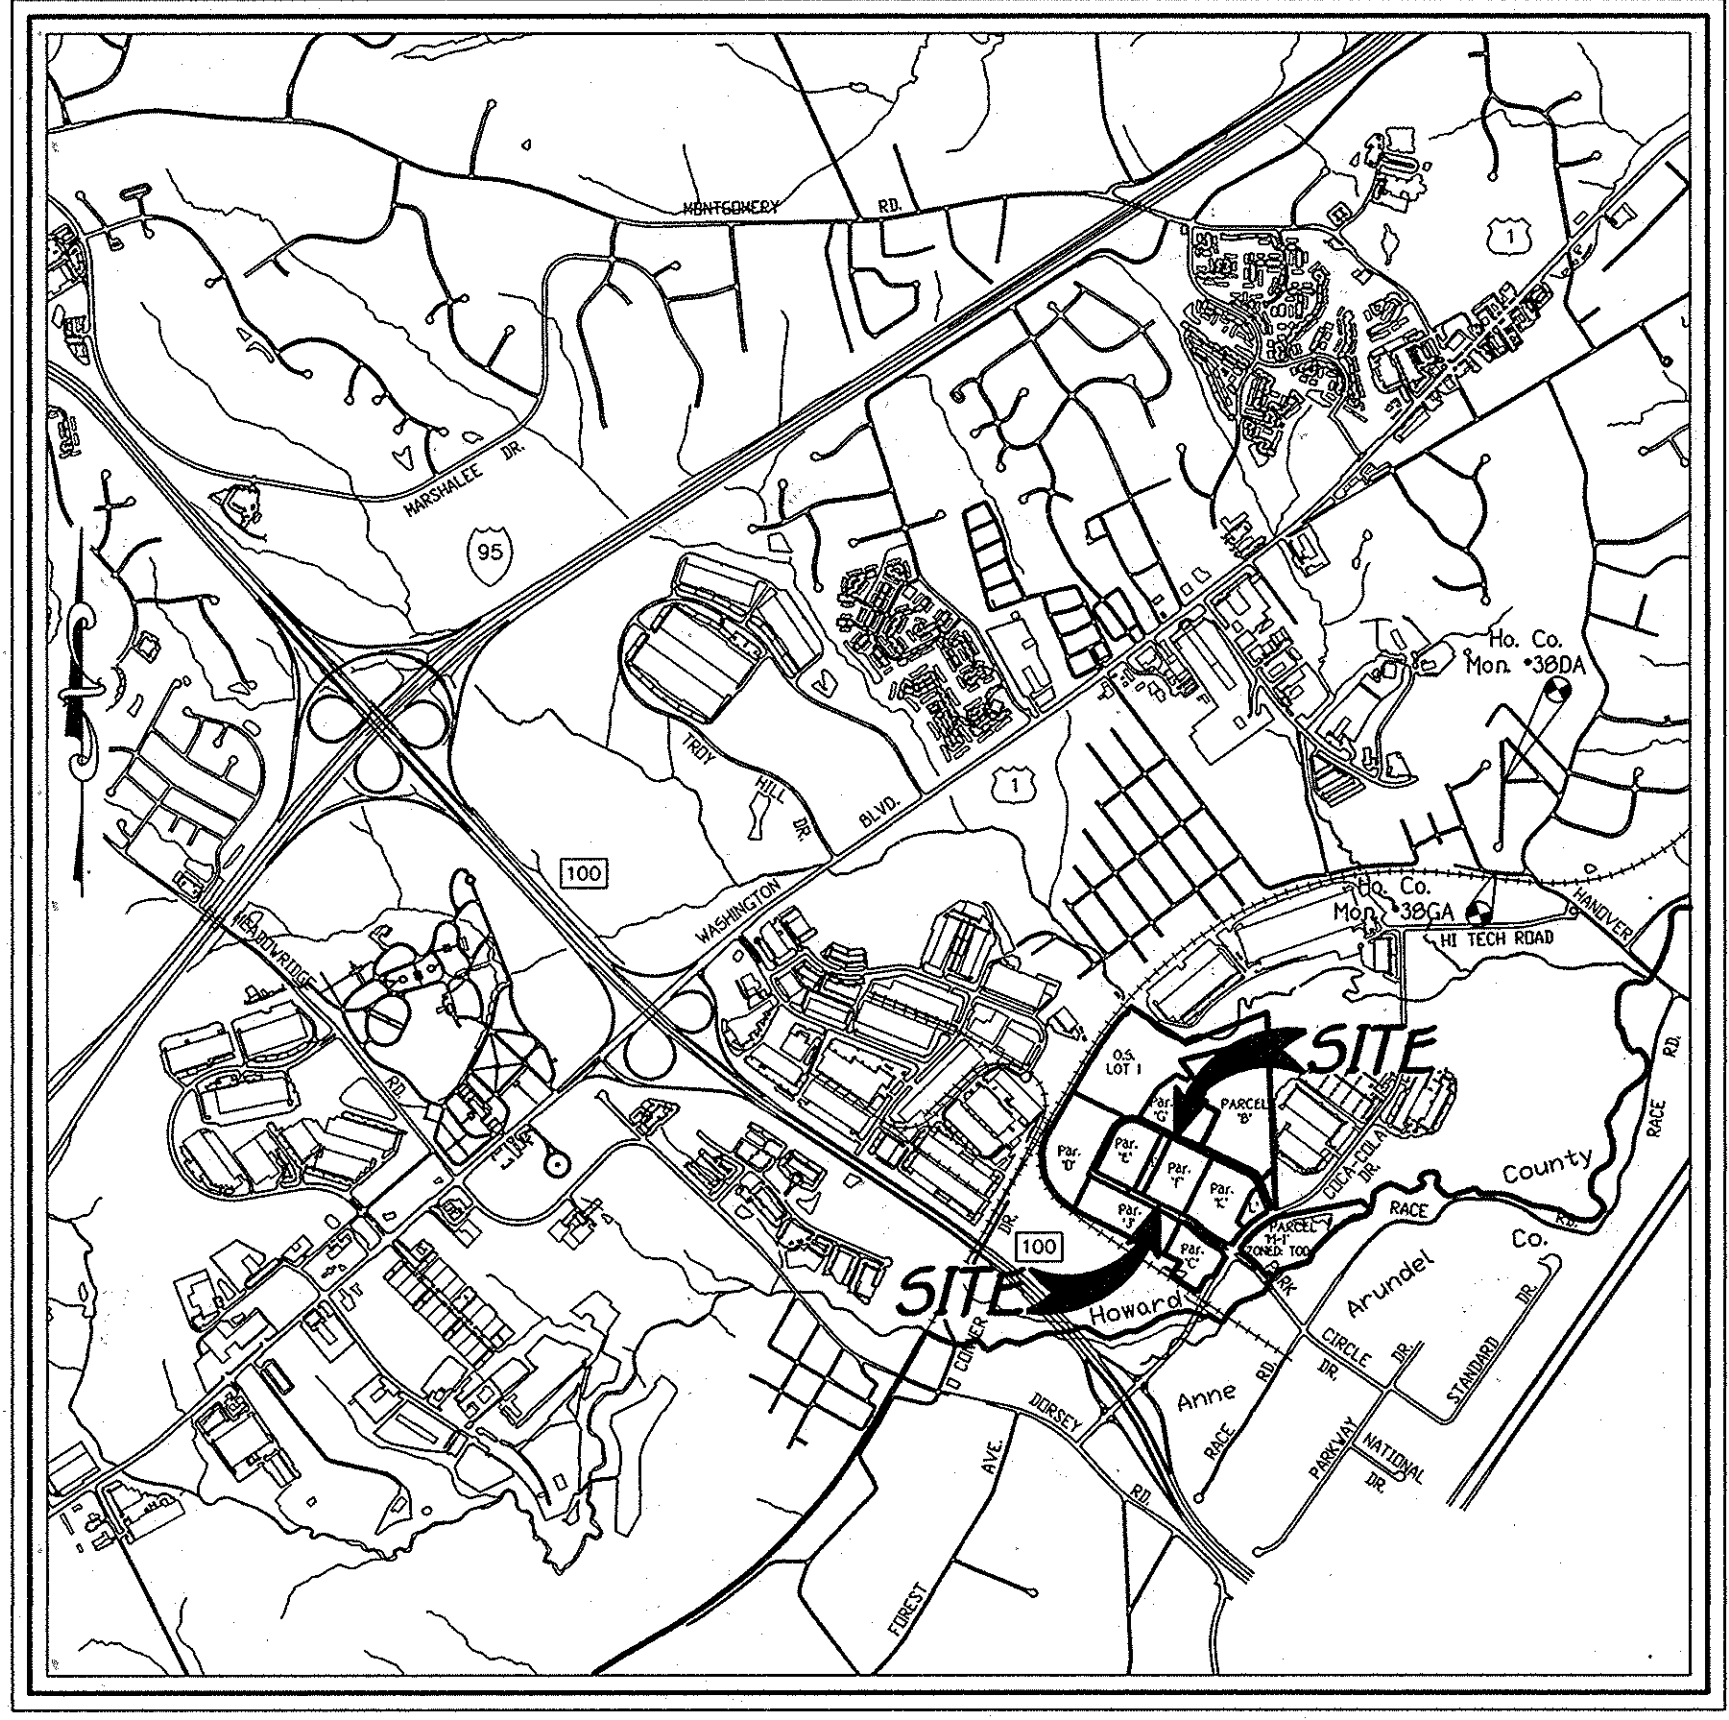 MONTGOMERY RD.
1
MARSHALEE DR.
95
Ho. Co.
Mon. •38DA
TROY HILL DR.
1
BLVD.
100
WASHINGTON
Ho. Co.
Mon. •38GA
HANOVER
HI TECH ROAD
MEADOWRIDGE
RD.
SITE
RD.
RACE
O.S.
LOT 1
Par.
'G'
PARCEL
'B'
Par.
'D'
Par.
'E'
Par.
'F'
Par.
'K'
'L'
Par.
'J'
Par.
'C'
COCA-COLA
DR.
PARCEL
'M-1'
ZONED: TOD
RACE
RD.
County
Co.
DR.
100
SITE
Howard
PARK
Arundel
CIRCLE
DR.
DR.
STANDARD
DR.
Anne
RD.
RACE
DORSEY
RD.
AVE.
FOREST
PARKWAY
NATIONAL
DR.